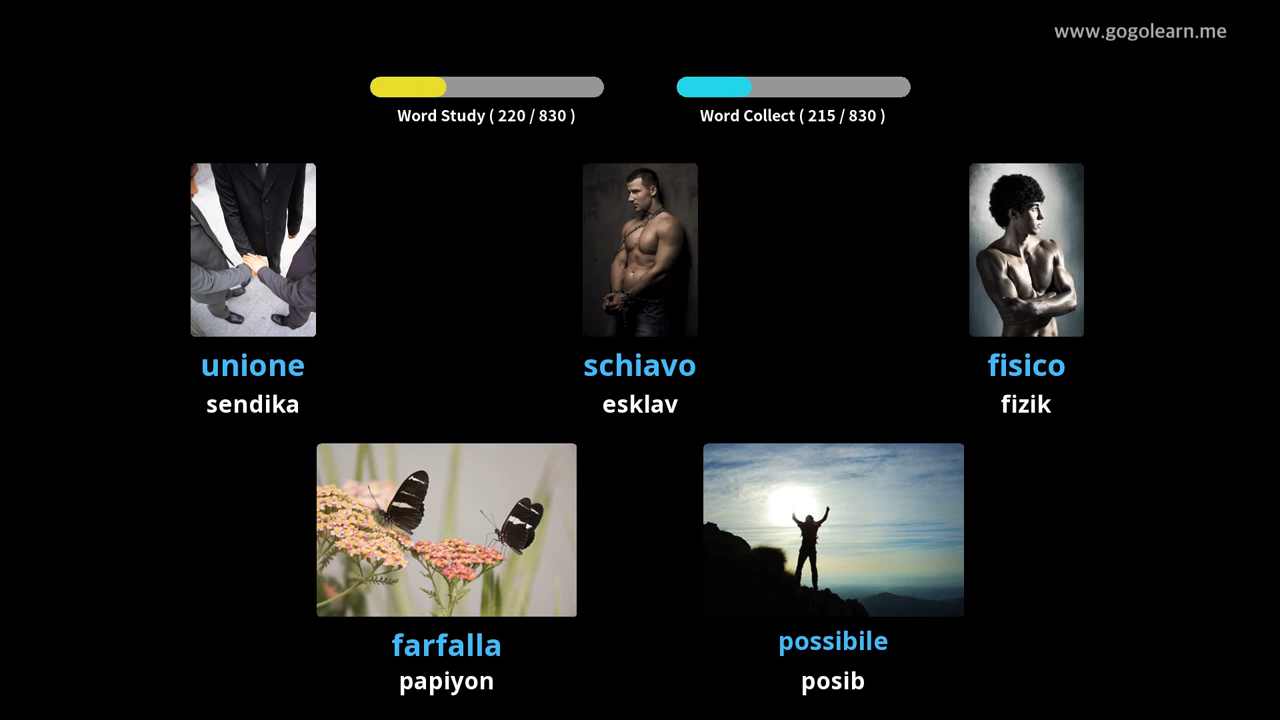 www.gogolearn.me
Word Study ( 220 / 830 )
Word Collect ( 215 / 830 )
unione
schiavo
fisico
sendika
esklav
fizik
farfalla
possibile
papiyon
posib